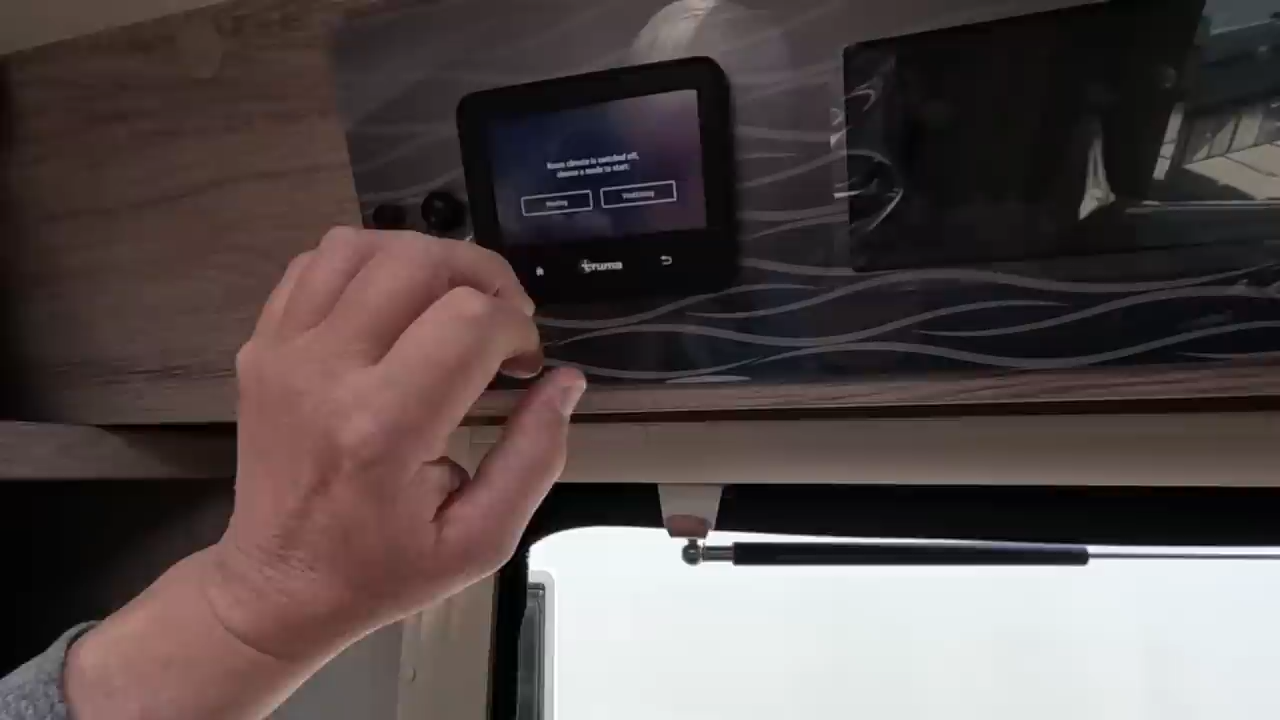 Room climate is switched off,
choose a mode to start:
Heating
Ventilating
truma